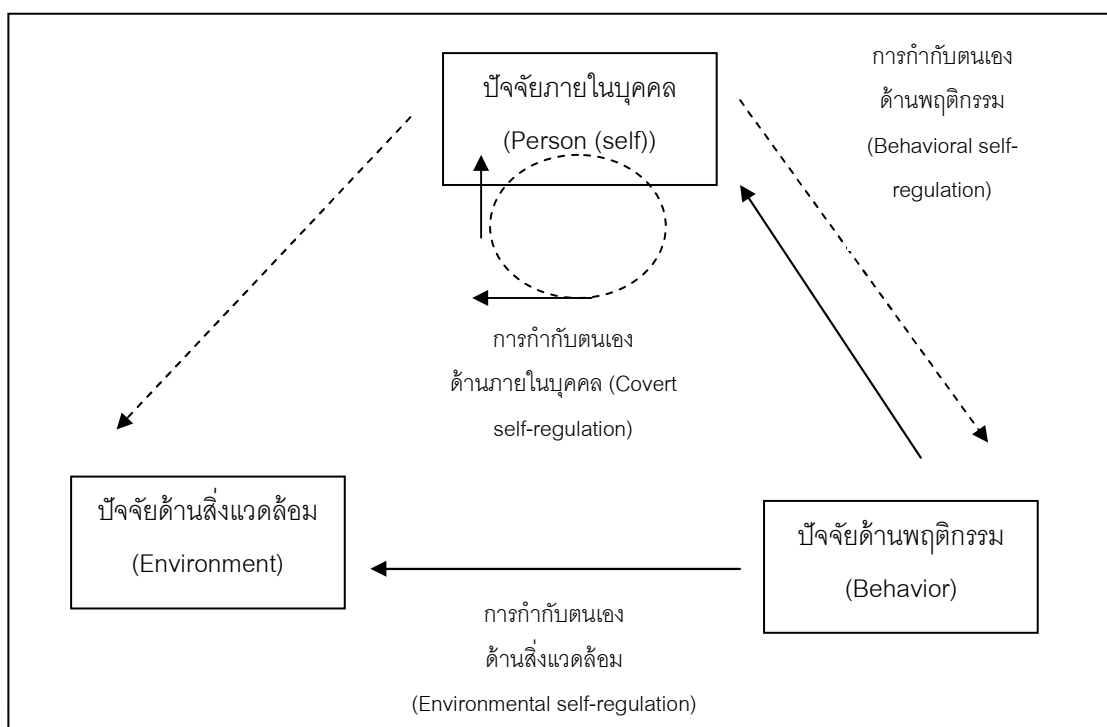 ปัจจัยภายในบุคคล
(Person (self))
การกำกับตนเอง
ด้านพฤติกรรม
(Behavioral self-
regulation)
การกำกับตนเอง
ด้านภายในบุคคล (Covert
self-regulation)
ปัจจัยด้านสิ่งแวดล้อม
(Environment)
ปัจจัยด้านพฤติกรรม
(Behavior)
การกำกับตนเอง
ด้านสิ่งแวดล้อม
(Environmental self-regulation)